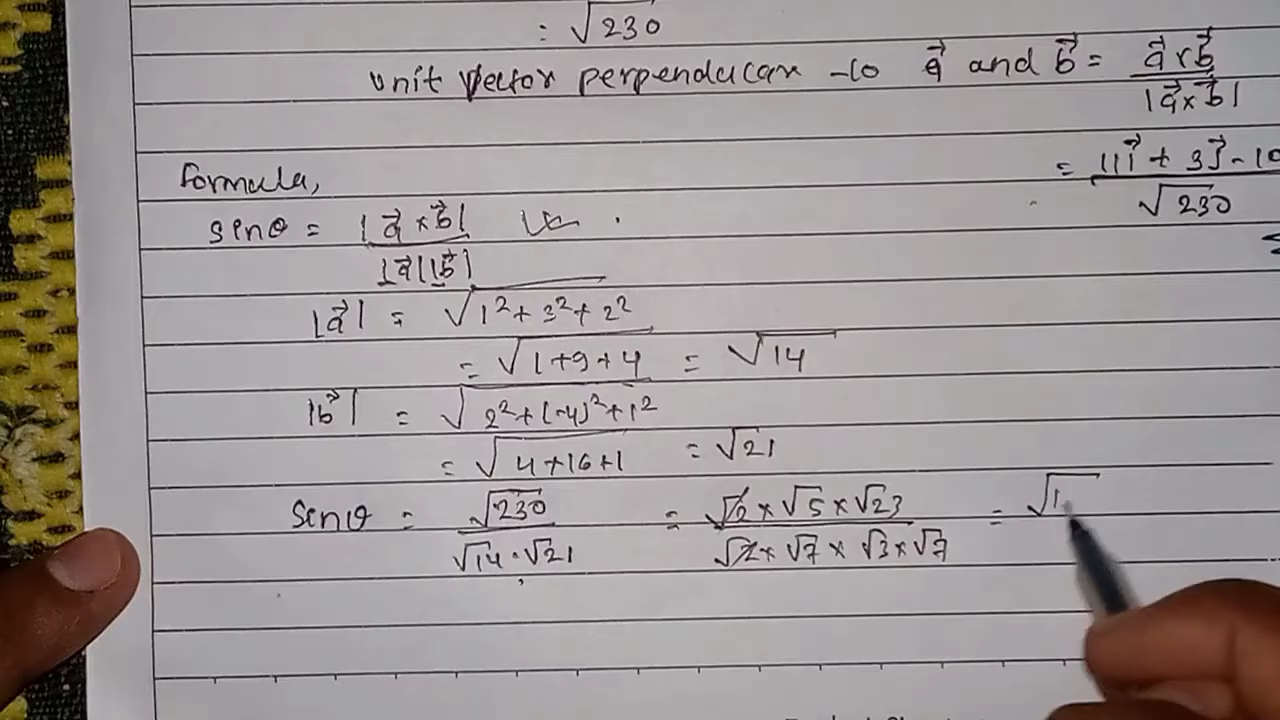 : √230
unit vector perpenducar to a⃗ and b⃗ = a⃗ x b⃗ / |a⃗ x b⃗|
= 11i⃗ + 3j⃗ - 10 / √230
Formula,
sinθ = |a⃗ x b⃗| / |a⃗||b⃗|
|a⃗| = √1² + 3² + 2²
= √1+9+4 = √14
|b⃗| = √2² + (-4)² + 1²
= √4+16+1 = √21
Sinθ = √230 / √14 · √21 = √2 x √5 x √23 / √2 x √7 x √3 x √7 = √1